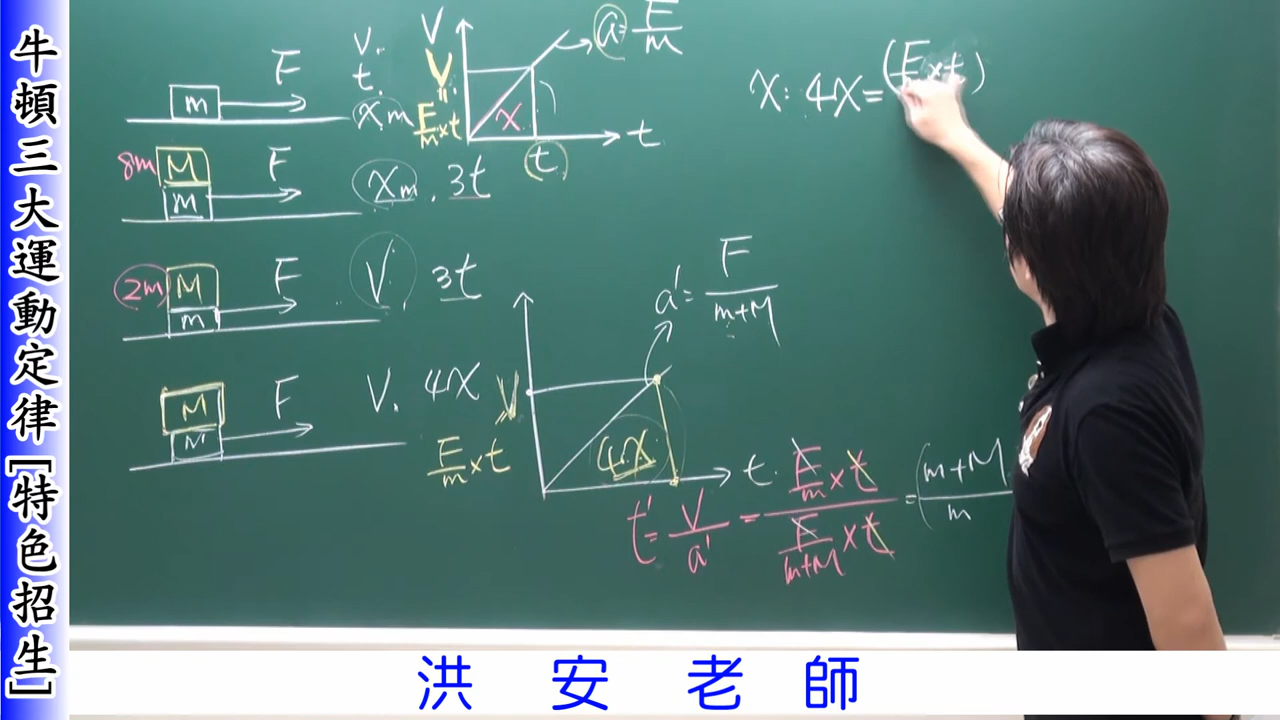 牛頓三大運動定律[特色招生]
m F V. t. Xm
V V F/m×t X t. t a=F/m
8m M m F Xm, 3t
2m M m F V. 3t
M m F V. 4X
V F/m×t 4X t.
a'=F/(m+M)
t'=V/a'=(F/m×t)/(F/(m+M)×t)=(m+M)/m
X:4X=(F×t)
洪安老師